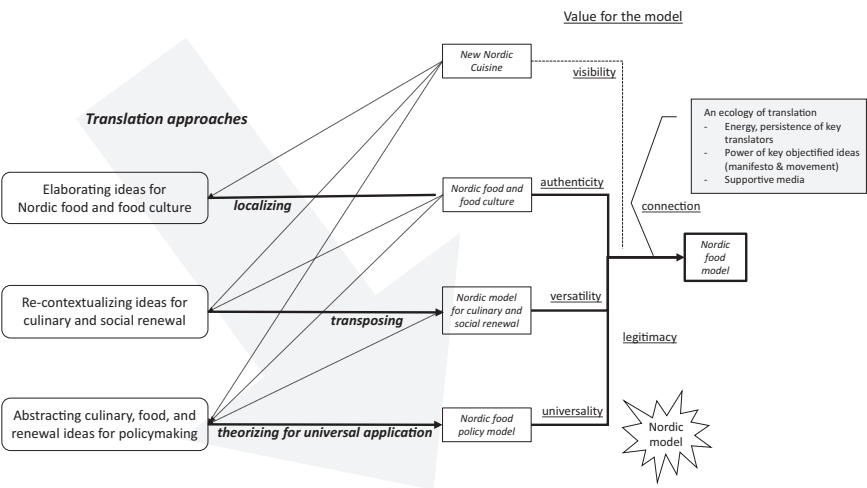 Value for the model
New Nordic
Cuisine
visibility
Translation approaches
An ecology of translation
- Energy, persistence of key
translators
- Power of key objectified ideas
(manifesto & movement)
- Supportive media
Elaborating ideas for
Nordic food and food culture
localizing
Nordic food and
food culture
authenticity
connection
Nordic
food
model
Re-contextualizing ideas for
culinary and social renewal
transposing
Nordic model
for culinary and
social renewal
versatility
legitimacy
Abstracting culinary, food, and
renewal ideas for policymaking
theorizing for universal application
Nordic food
policy model
universality
Nordic
model